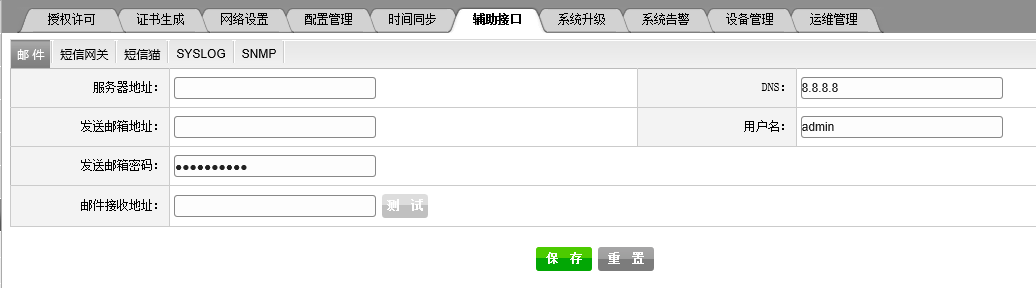 授权许可 证书生成 网络设置 配置管理 时间同步 辅助接口 系统升级 系统告警 设备管理 运维管理
邮件 短信网关 短信猫 SYSLOG SNMP
服务器地址： DNS： 8.8.8.8
发送邮箱地址： 用户名： admin
发送邮箱密码： ●●●●●●●●●●
邮件接收地址： 测 试
保 存 重 置